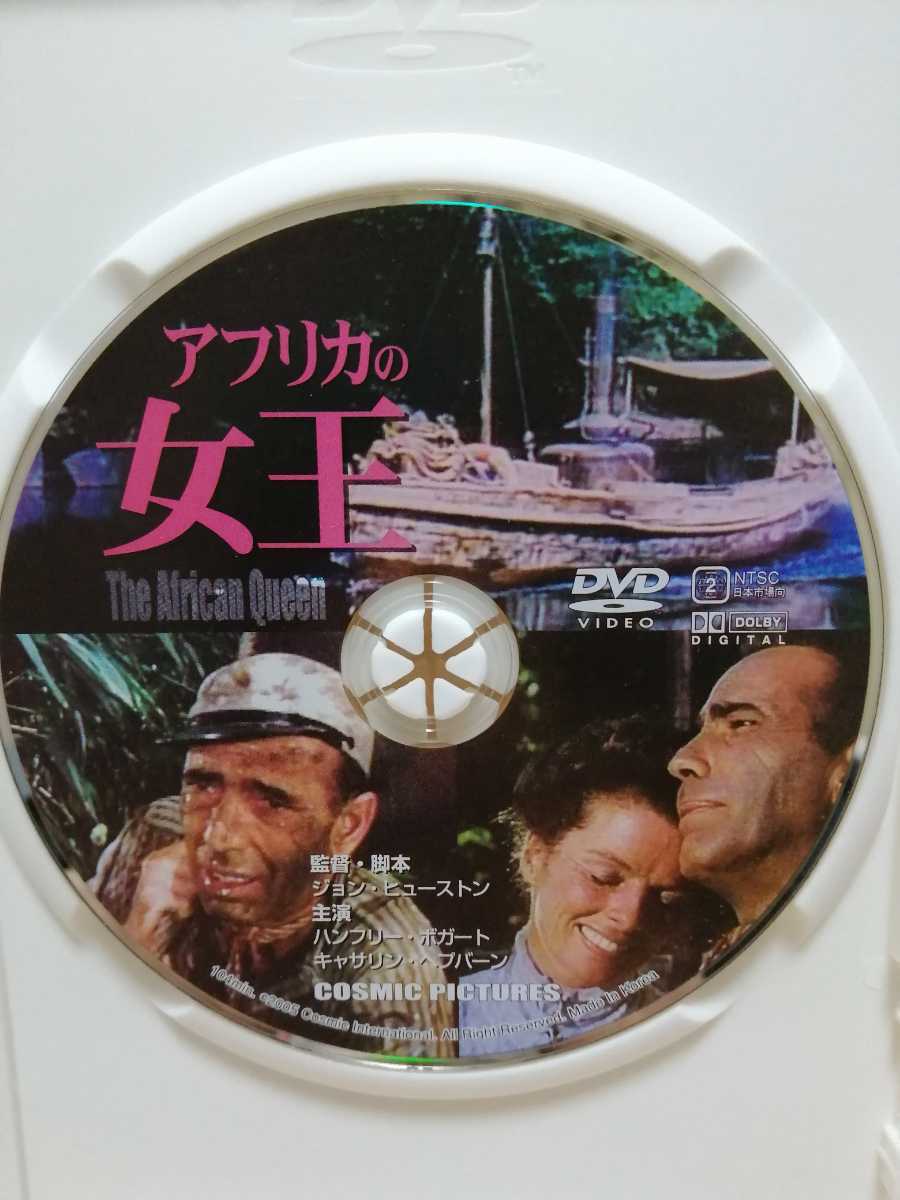 DVD
TM
アフリカの
女王
The African Queen
DVD
VIDEO
2
NTSC
日本市場向
DOLBY
DIGITAL
監督・脚本
ジョン・ヒューストン
主演
ハンフリー・ボガート
キャサリン・ヘプバーン
COSMIC PICTURES
104min. ©2005 Cosmic International. All Right Reserved. Made in Korea